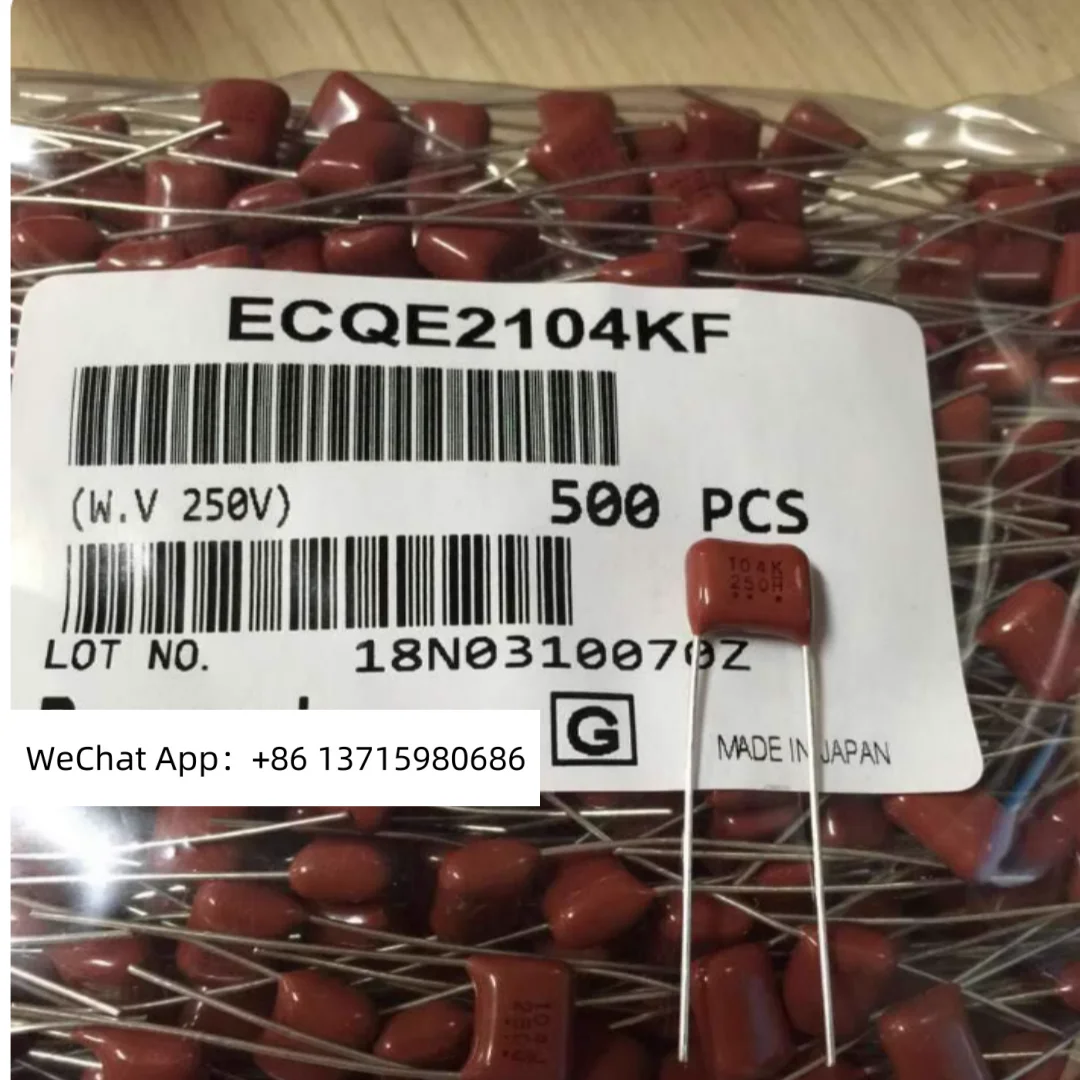 ECQE2104KF
(W.V 250V)
500 PCS
104K
250H
LOT NO.
18N0310070Z
G
MADE IN JAPAN
WeChat App：+86 13715980686